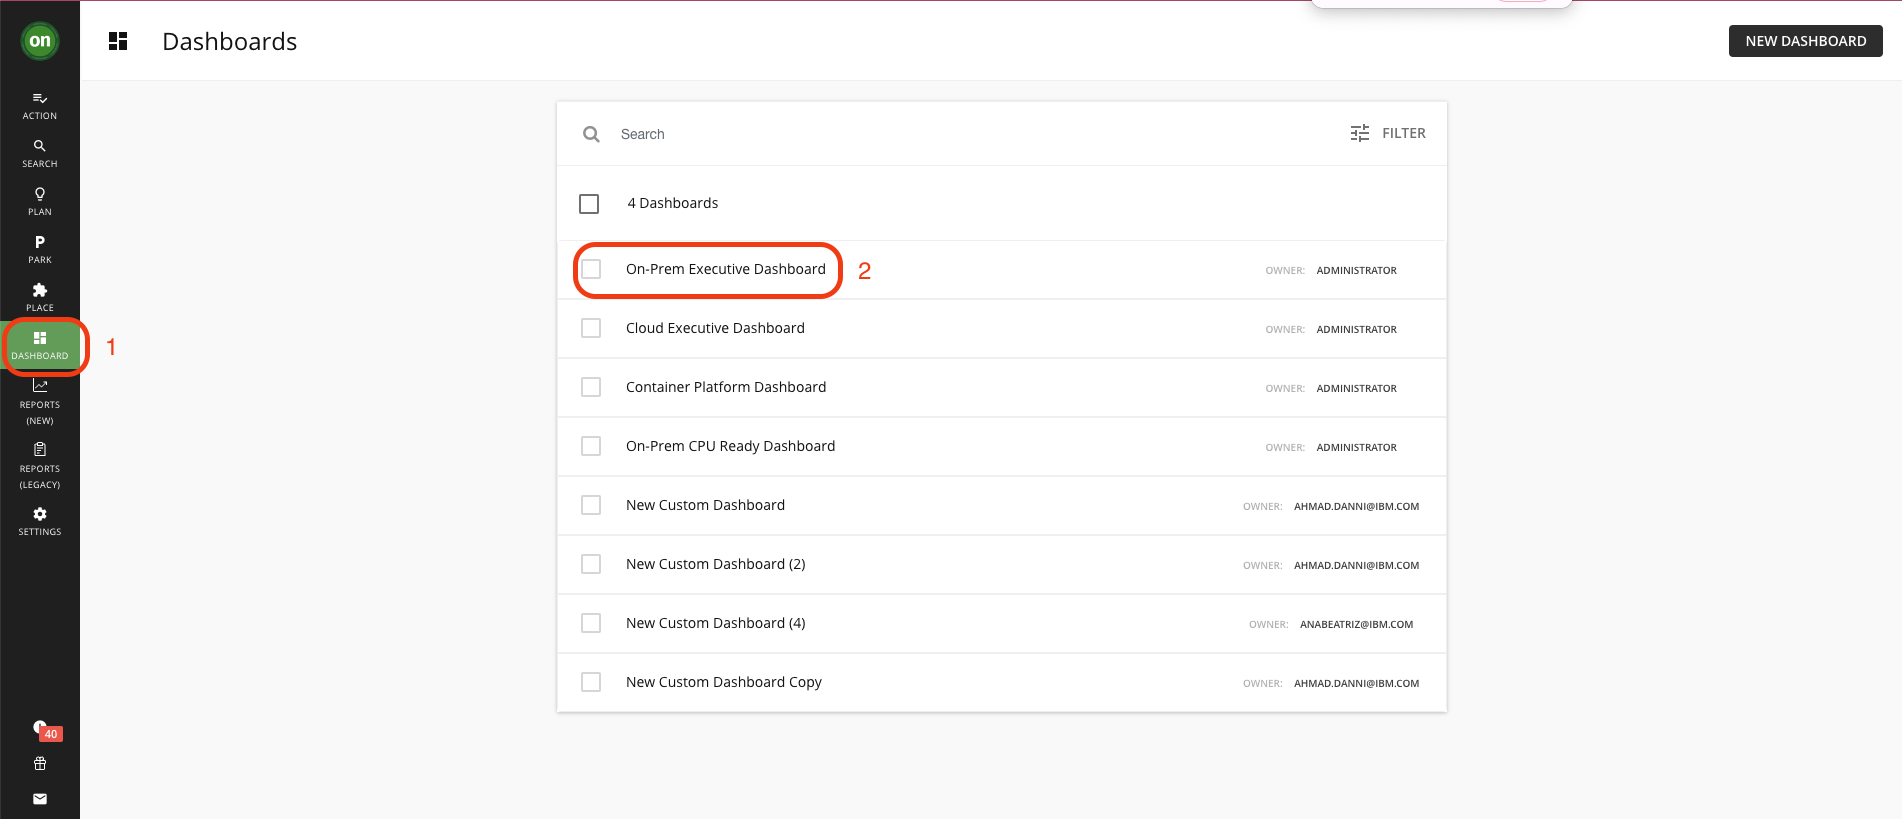 on
Dashboards
NEW DASHBOARD
ACTION
SEARCH
PLAN
P
PARK
PLACE
DASHBOARD
1
REPORTS
(NEW)
REPORTS
(LEGACY)
SETTINGS
40
Search
FILTER
4 Dashboards
On-Prem Executive Dashboard 2 OWNER: ADMINISTRATOR
Cloud Executive Dashboard OWNER: ADMINISTRATOR
Container Platform Dashboard OWNER: ADMINISTRATOR
On-Prem CPU Ready Dashboard OWNER: ADMINISTRATOR
New Custom Dashboard OWNER: AHMAD.DANNI@IBM.COM
New Custom Dashboard (2) OWNER: AHMAD.DANNI@IBM.COM
New Custom Dashboard (4) OWNER: ANABEATRIZ@IBM.COM
New Custom Dashboard Copy OWNER: AHMAD.DANNI@IBM.COM